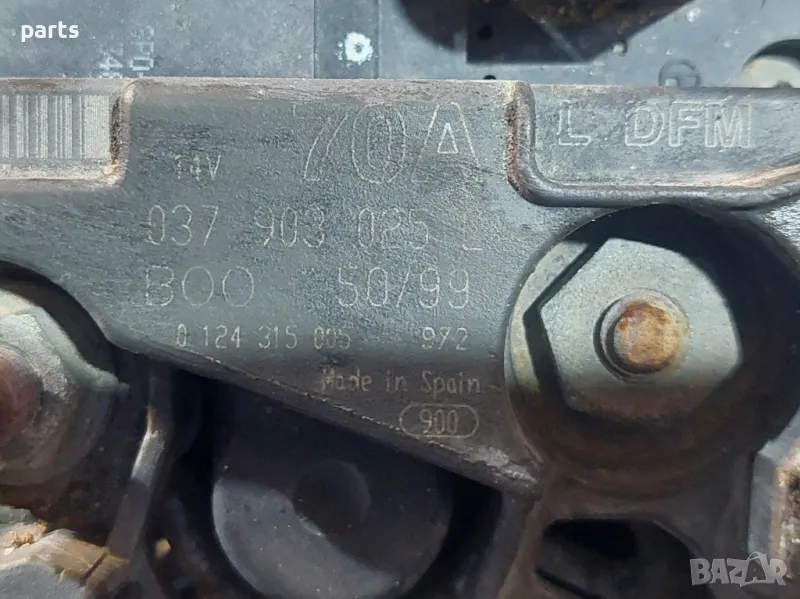 parts
70A L DFM
14V
037 903 025 L
BOO 50/99
0 124 315 005 972
Made in Spain
900
BAZAR